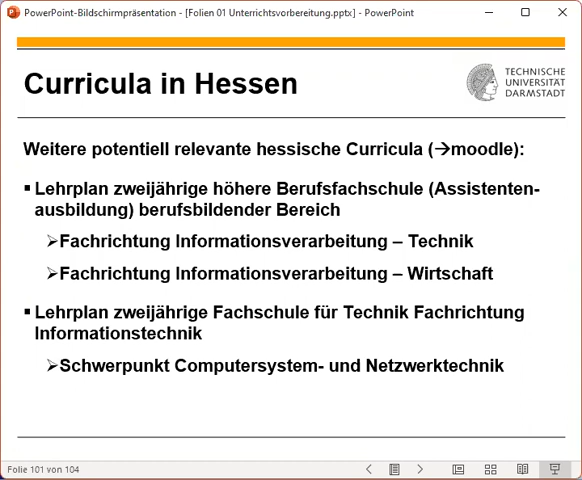 PowerPoint-Bildschirmpräsentation - [Folien 01 Unterrichtsvorbereitung.pptx] - PowerPoint
Curricula in Hessen
TECHNISCHE
UNIVERSITÄT
DARMSTADT
Weitere potentiell relevante hessische Curricula (→moodle):
▪ Lehrplan zweijährige höhere Berufsfachschule (Assistenten-
ausbildung) berufsbildender Bereich
➢Fachrichtung Informationsverarbeitung – Technik
➢Fachrichtung Informationsverarbeitung – Wirtschaft
▪ Lehrplan zweijährige Fachschule für Technik Fachrichtung
Informationstechnik
➢Schwerpunkt Computersystem- und Netzwerktechnik
Folie 101 von 104